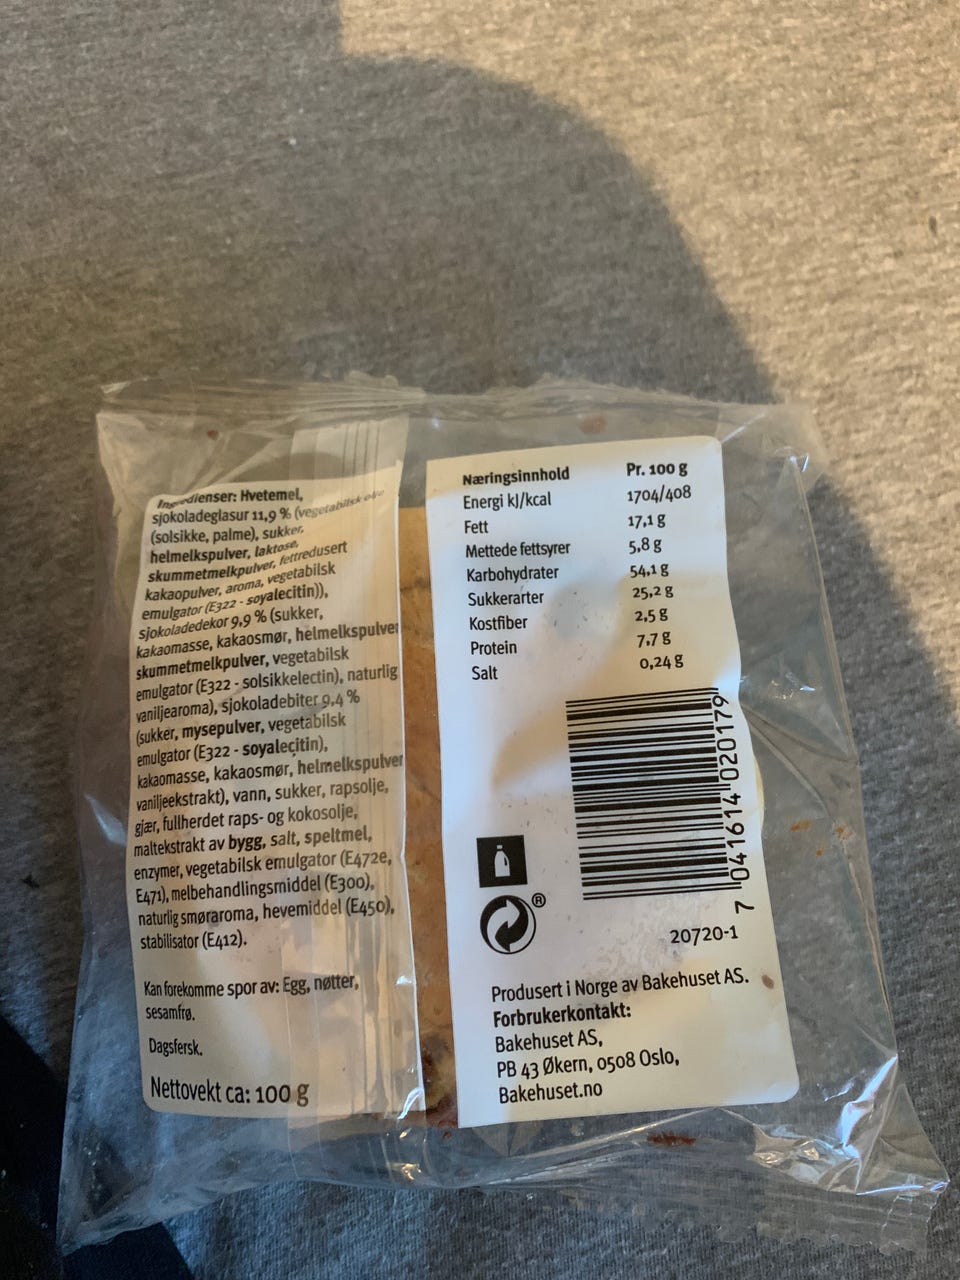 Ingredienser: Hvetemel,
sjokoladeglasur 11,9 % (vegetabilsk olje
(solsikke, palme), sukker,
helmelkspulver, laktose,
skummetmelkpulver, fettredusert
kakaopulver, aroma, vegetabilsk
emulgator (E322 - soyalecitin)),
sjokoladedekor 9,9 % (sukker,
kakaomasse, kakaosmør, helmelkspulver
skummetmelkpulver, vegetabilsk
emulgator (E322 - solsikkelectin), naturlig
vaniljearoma), sjokoladebiter 9,4 %
(sukker, mysepulver, vegetabilsk
emulgator (E322 - soyalecitin),
kakaomasse, kakaosmør, helmelkspulver
vaniljeekstrakt), vann, sukker, rapsolje,
gjær, fullherdet raps- og kokosolje,
maltekstrakt av bygg, salt, speltmel,
enzymer, vegetabilsk emulgator (E472e,
E471), melbehandlingsmiddel (E300),
naturlig smøraroma, hevemiddel (E450),
stabilisator (E412).
Kan forekomme spor av: Egg, nøtter,
sesamfrø.
Dagsfersk.
Nettovekt ca: 100 g
Næringsinnhold Pr. 100 g
Energi kJ/kcal 1704/408
Fett 17,1 g
Mettede fettsyrer 5,8 g
Karbohydrater 54,1 g
Sukkerarter 25,2 g
Kostfiber 2,5 g
Protein 7,7 g
Salt 0,24 g
7 041614 020179
®
20720-1
Produsert i Norge av Bakehuset AS.
Forbrukerkontakt:
Bakehuset AS,
PB 43 Økern, 0508 Oslo,
Bakehuset.no